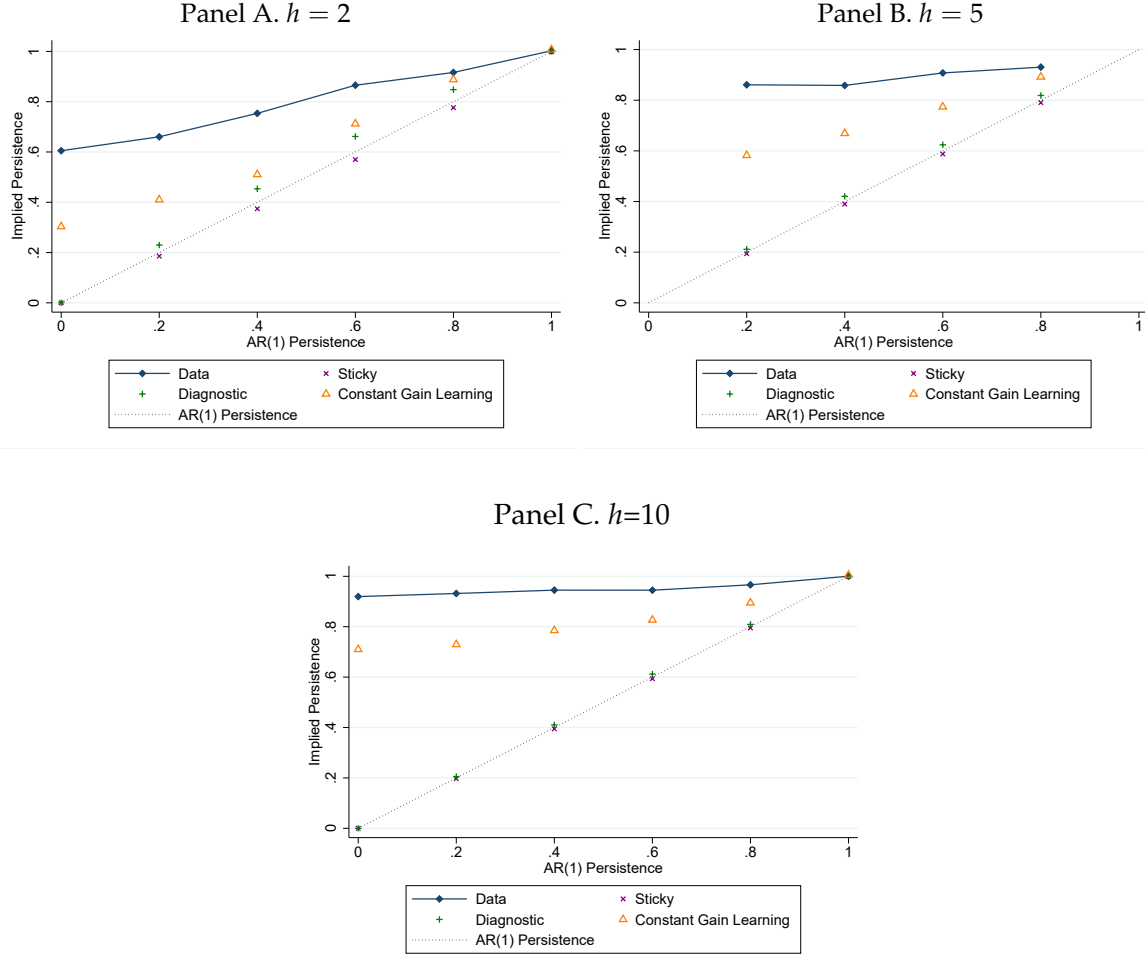 Panel A. h = 2
Implied Persistence
1
.8
.6
.4
.2
0
0 .2 .4 .6 .8 1
AR(1) Persistence
Data Sticky
Diagnostic Constant Gain Learning
AR(1) Persistence
Panel B. h = 5
Implied Persistence
1
.8
.6
.4
.2
0
0 .2 .4 .6 .8 1
AR(1) Persistence
Data Sticky
Diagnostic Constant Gain Learning
AR(1) Persistence
Panel C. h=10
Implied Persistence
1
.8
.6
.4
.2
0
0 .2 .4 .6 .8 1
AR(1) Persistence
Data Sticky
Diagnostic Constant Gain Learning
AR(1) Persistence